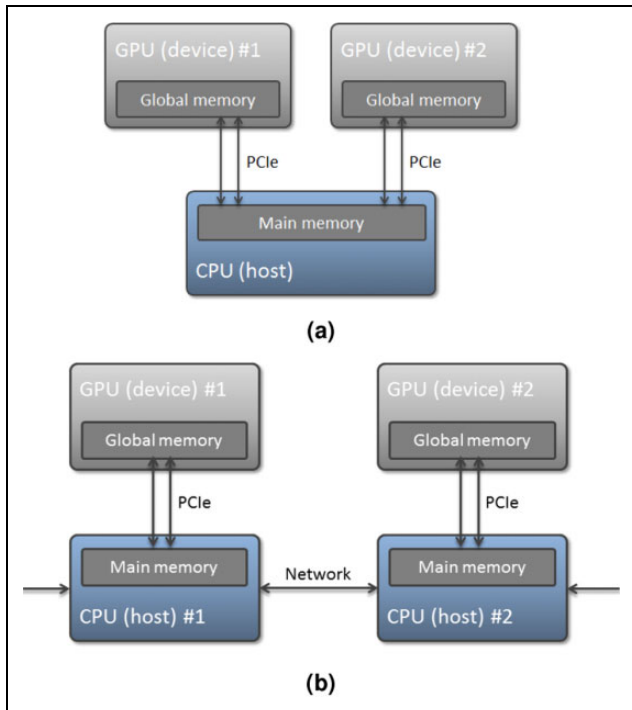 GPU (device) #1
GPU (device) #2
Global memory
Global memory
PCIe
PCIe
Main memory
CPU (host)
(a)
GPU (device) #1
GPU (device) #2
Global memory
Global memory
PCIe
PCIe
Main memory
Main memory
Network
CPU (host) #1
CPU (host) #2
(b)